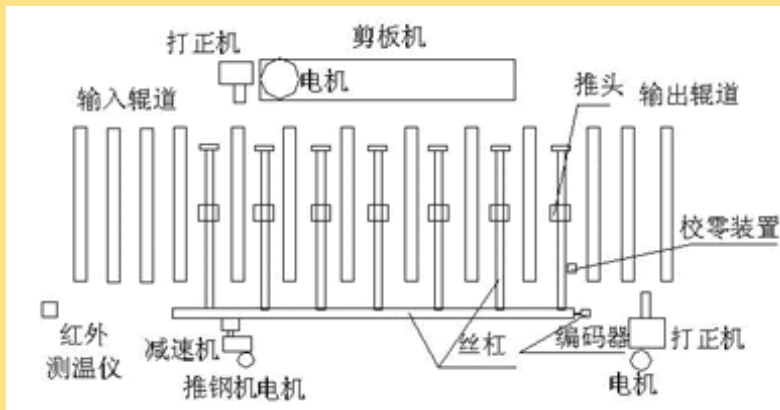 剪板机
打正机
电机
推头
输入辊道
输出辊道
校零装置
红外
测温仪
减速机
推钢机电机
丝杠
编码器
打正机
电机